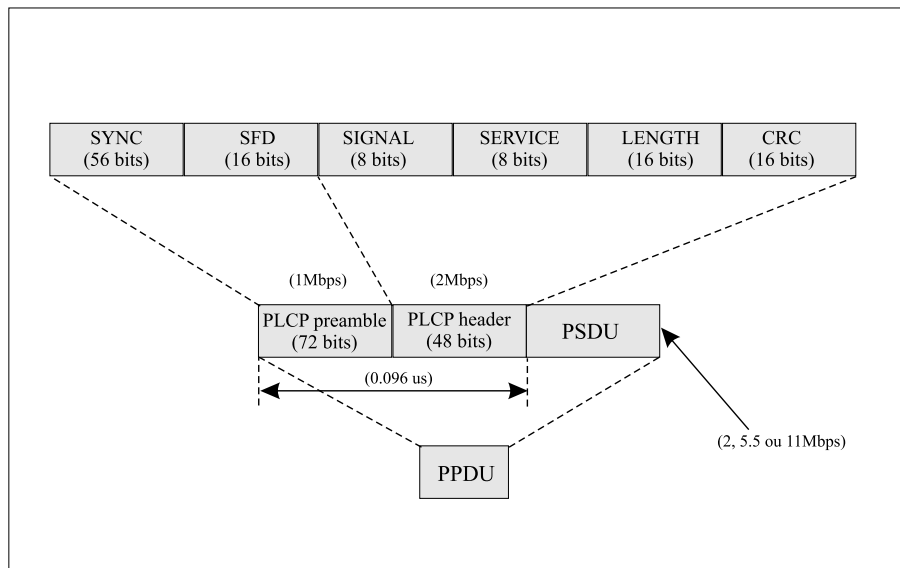 SYNC
(56 bits)
SFD
(16 bits)
SIGNAL
(8 bits)
SERVICE
(8 bits)
LENGTH
(16 bits)
CRC
(16 bits)
(1Mbps)
(2Mbps)
PLCP preamble
(72 bits)
PLCP header
(48 bits)
PSDU
(0.096 us)
(2, 5.5 ou 11Mbps)
PPDU